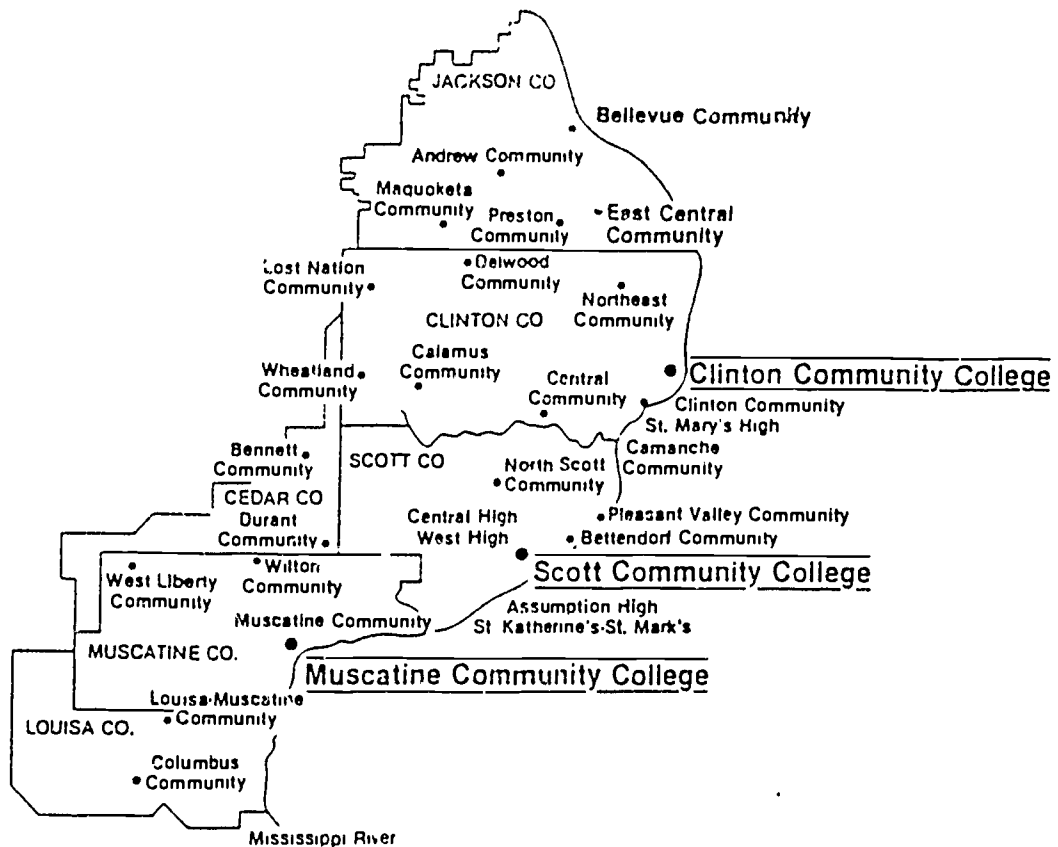 JACKSON CO
Bellevue Community
Andrew Community
Maquoketa
Community
Preston
Community
East Central
Community
Lost Nation
Community
Delwood
Community
Northeast
Community
CLINTON CO
Calamus
Community
Wheatland
Community
Central
Community
Clinton Community College
Clinton Community
St. Mary's High
Camanche
Community
Bennett
Community
SCOTT CO
North Scott
Community
CEDAR CO
Durant
Community
Central High
West High
Pleasant Valley Community
Bettendorf Community
Scott Community College
West Liberty
Community
Wilton
Community
Assumption High
St Katherine's-St. Mark's
Muscatine Community
MUSCATINE CO.
Muscatine Community College
Louisa-Muscatine
Community
LOUISA CO.
Columbus
Community
Mississippi River